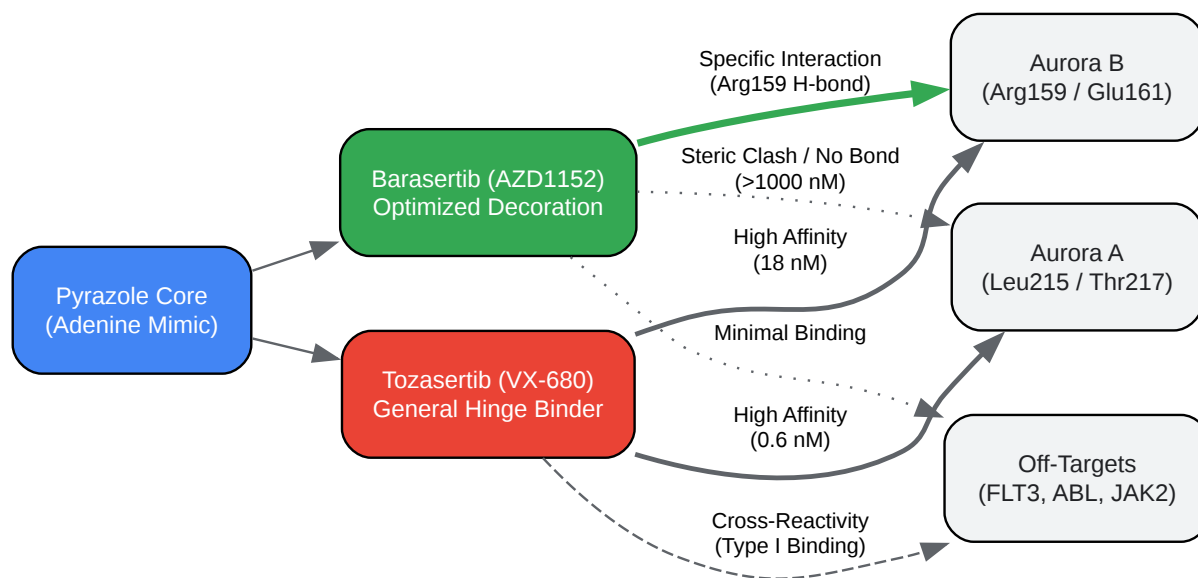 Pyrazole Core
(Adenine Mimic)
Barasertib (AZD1152)
Optimized Decoration
Tozasertib (VX-680)
General Hinge Binder
Specific Interaction
(Arg159 H-bond)
Steric Clash / No Bond
(>1000 nM)
High Affinity
(18 nM)
Minimal Binding
High Affinity
(0.6 nM)
Cross-Reactivity
(Type I Binding)
Aurora B
(Arg159 / Glu161)
Aurora A
(Leu215 / Thr217)
Off-Targets
(FLT3, ABL, JAK2)